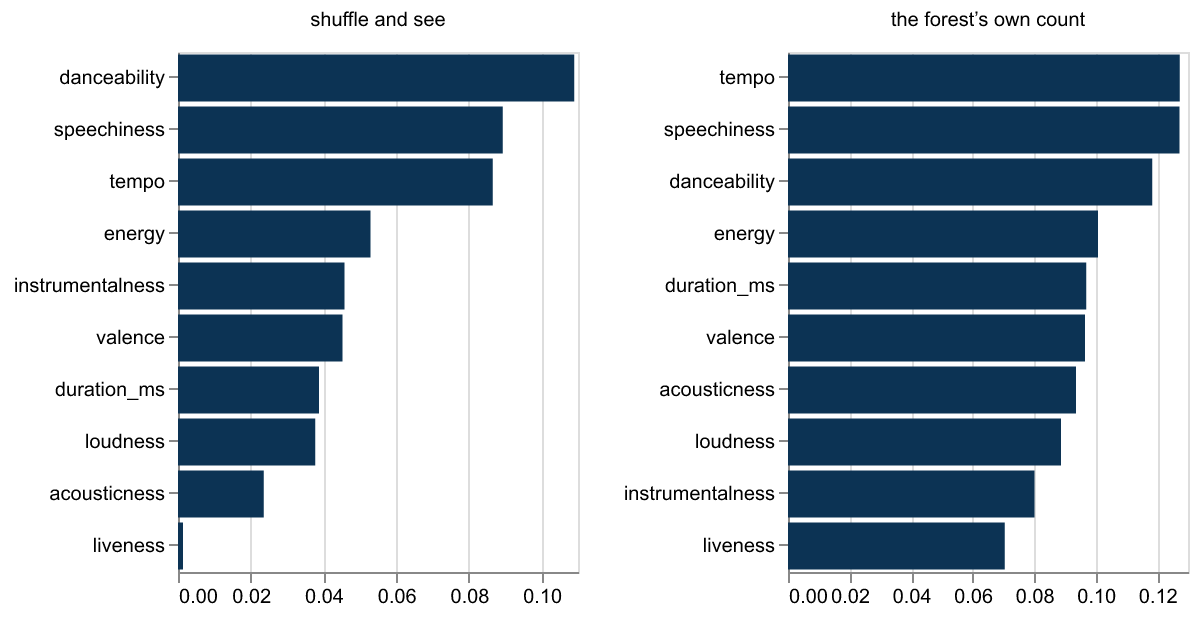 shuffle and see
danceability
speechiness
tempo
energy
instrumentalness
valence
duration_ms
loudness
acousticness
liveness
0.00 0.02 0.04 0.06 0.08 0.10
the forest’s own count
tempo
speechiness
danceability
energy
duration_ms
valence
acousticness
loudness
instrumentalness
liveness
0.00 0.02 0.04 0.06 0.08 0.10 0.12